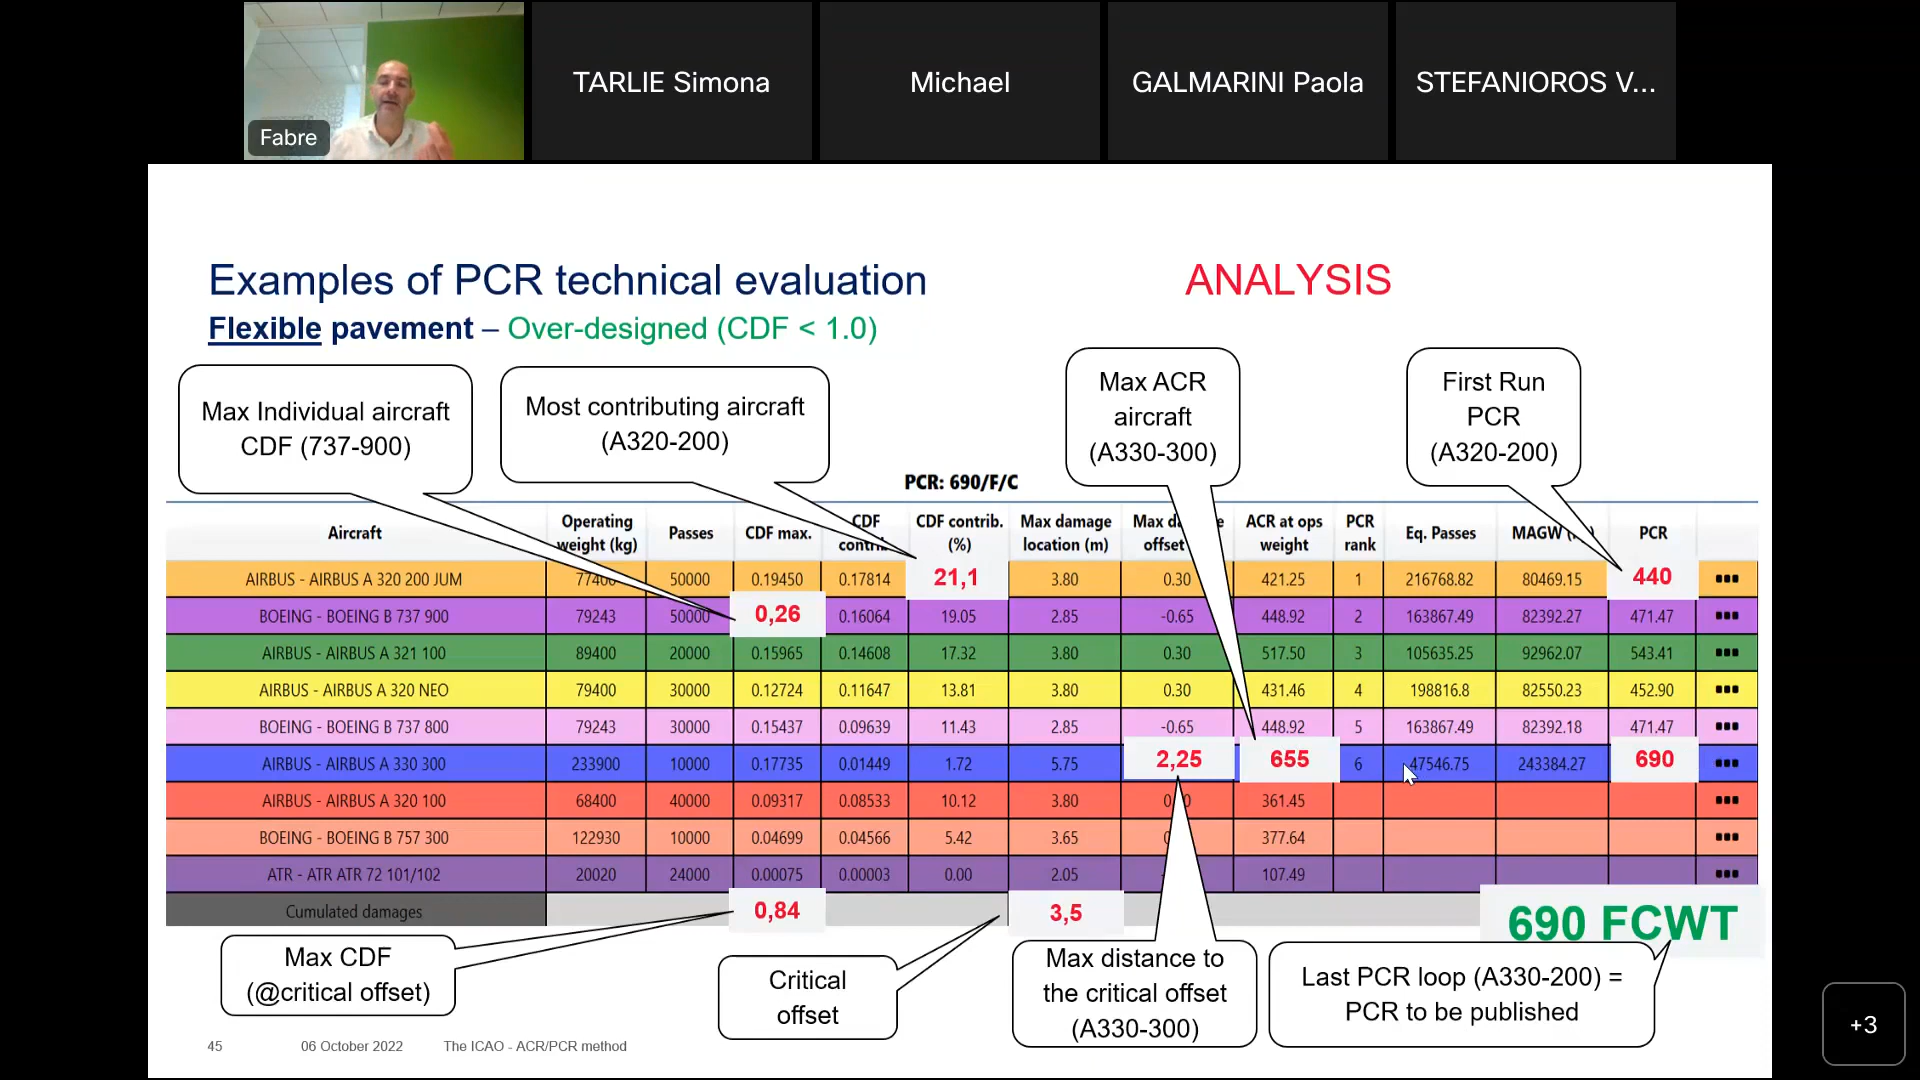 Fabre
TARLIE Simona
Michael
GALMARINI Paola
STEFANIOROS V...
Examples of PCR technical evaluation
ANALYSIS
Flexible pavement – Over-designed (CDF < 1.0)
Max Individual aircraft
CDF (737-900)
Most contributing aircraft
(A320-200)
Max ACR
aircraft
(A330-300)
First Run
PCR
(A320-200)
PCR: 690/F/C
Aircraft
Operating
weight (kg)
Passes
CDF max.
CDF
CDF contrib.
(%)
Max damage
location (m)
offset
ACR at ops
weight
PCR
rank
Eq. Passes
MAGW
PCR
AIRBUS - AIRBUS A 320 200 JUM 77400 50000 0.19450 0.17814 21,1 3.80 0.30 421.25 1 216768.82 80469.15 440
BOEING - BOEING B 737 900 79243 50000 0,26 0.16064 19.05 2.85 -0.65 448.92 2 163867.49 82392.27 471.47
AIRBUS - AIRBUS A 321 100 89400 20000 0.15965 0.14608 17.32 3.80 0.30 517.50 3 105635.25 92962.07 543.41
AIRBUS - AIRBUS A 320 NEO 79400 30000 0.12724 0.11647 13.81 3.80 0.30 431.46 4 198816.8 82550.23 452.90
BOEING - BOEING B 737 800 79243 30000 0.15437 0.09639 11.43 2.85 -0.65 448.92 5 163867.49 82392.18 471.47
AIRBUS - AIRBUS A 330 300 233900 10000 0.17735 0.01449 1.72 5.75 2,25 655 6 47546.75 243384.27 690
AIRBUS - AIRBUS A 320 100 68400 40000 0.09317 0.08533 10.12 3.80 361.45
BOEING - BOEING B 757 300 122930 10000 0.04699 0.04566 5.42 3.65 377.64
ATR - ATR ATR 72 101/102 20020 24000 0.00075 0.00003 0.00 2.05 107.49
Cumulated damages 0,84 3,5
690 FCWT
Max CDF
(@critical offset)
Critical
offset
Max distance to
the critical offset
(A330-300)
Last PCR loop (A330-200) =
PCR to be published
45
06 October 2022
The ICAO - ACR/PCR method
+3